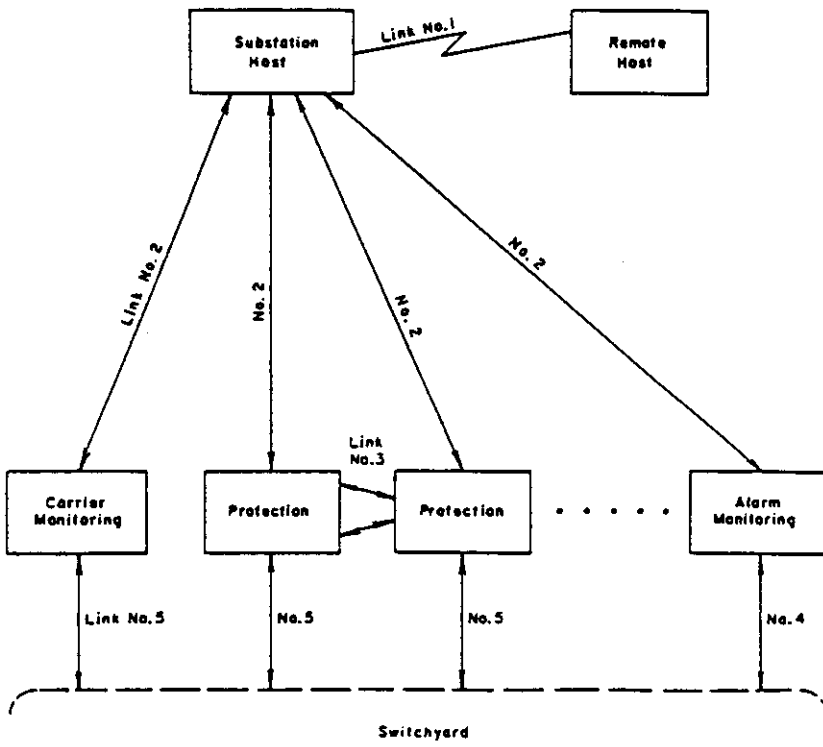 Substation
Host
Link No.1
Remote
Host
Link No. 2
No. 2
No. 2
No. 2
Link
No.3
Carrier
Monitoring
Protection
Protection
Alarm
Monitoring
Link No.5
No.5
No.5
No.4
Switchyard